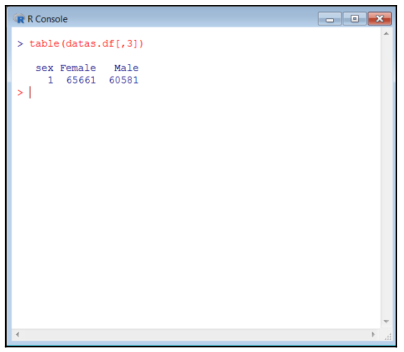 R Console
> table(datas.df[,3])
sex Female Male
1 65661 60581
>